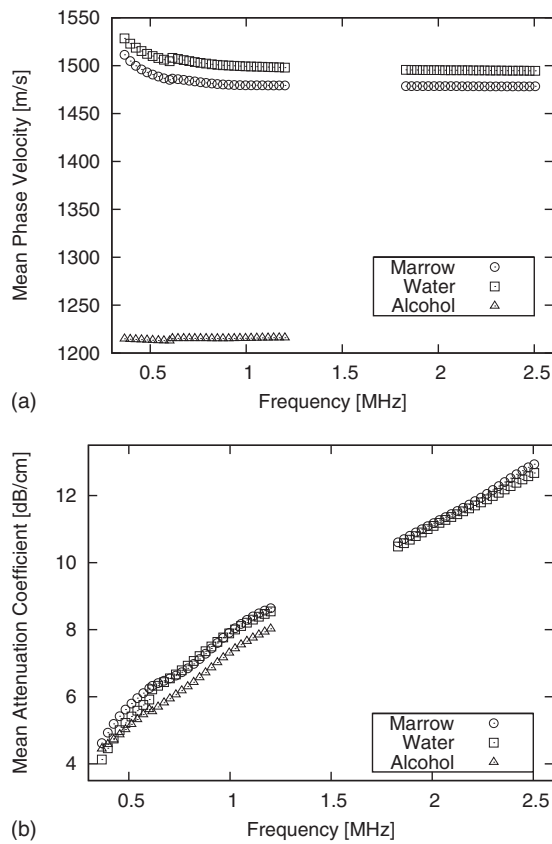 1550
1500
1450
1400
1350
1300
1250
1200
Mean Phase Velocity [m/s]
Marrow
Water
Alcohol
0.5 1 1.5 2 2.5
(a) Frequency [MHz]
12
10
8
6
4
Mean Attenuation Coefficient [dB/cm]
Marrow
Water
Alcohol
0.5 1 1.5 2 2.5
(b) Frequency [MHz]